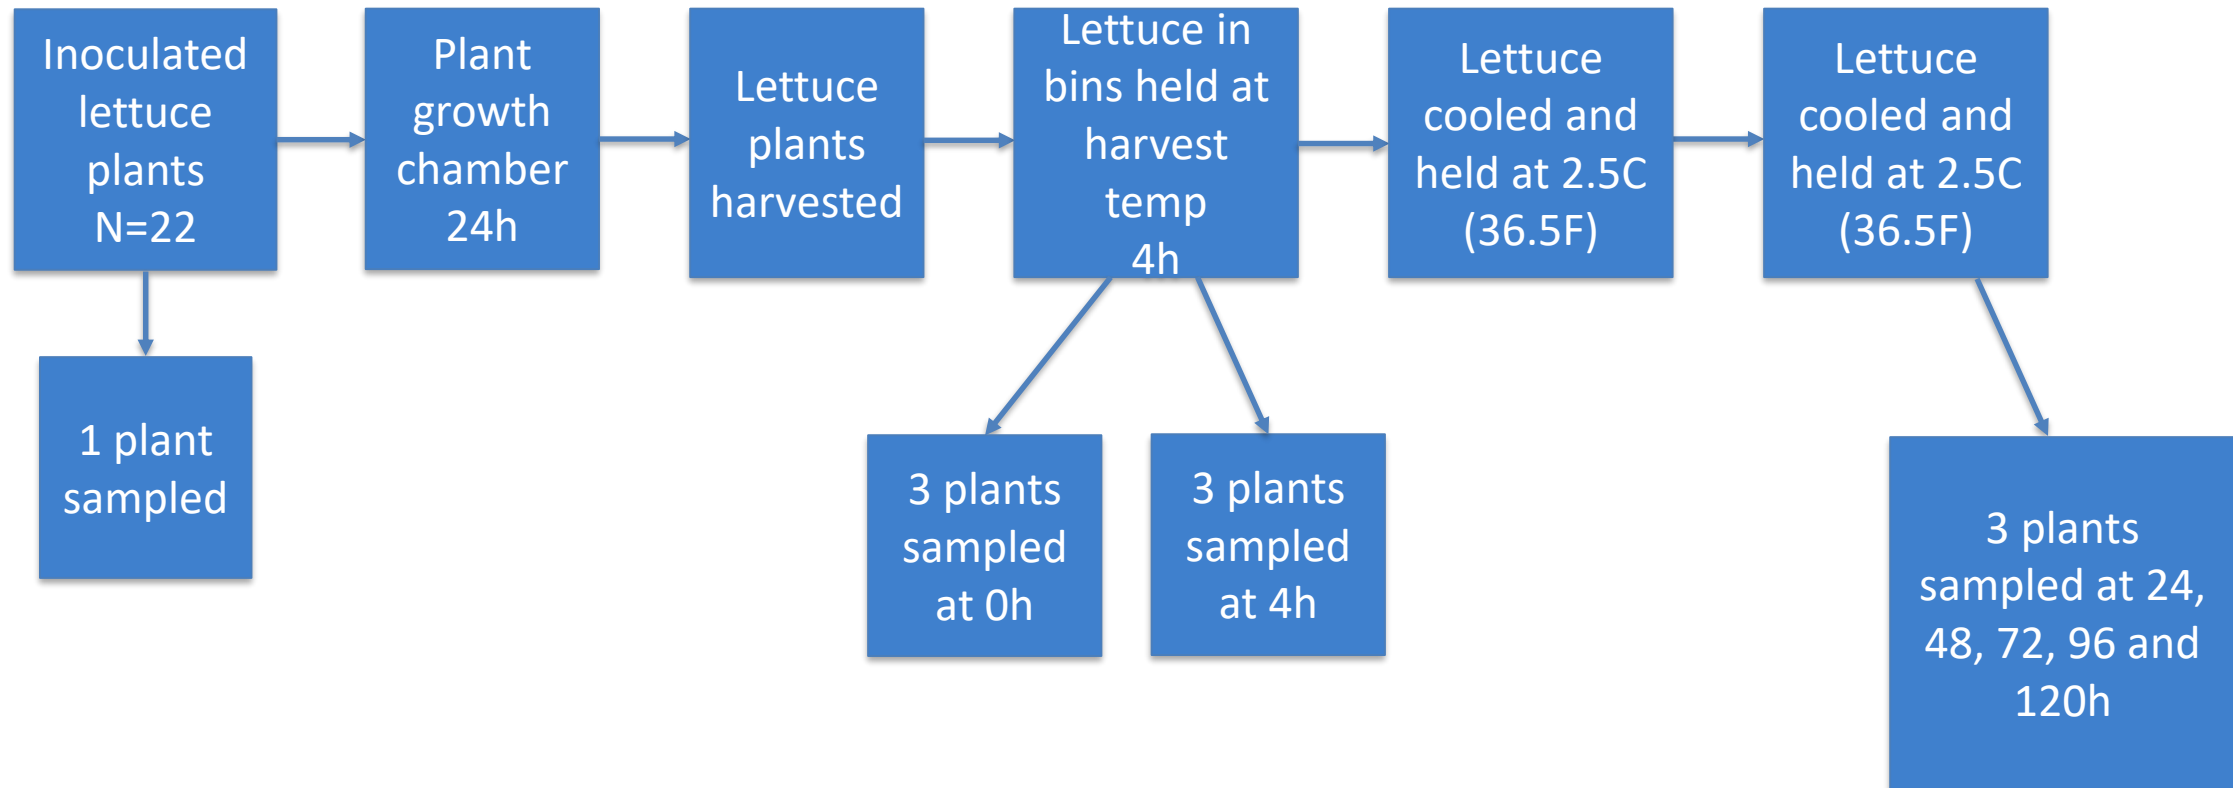 Inoculated
lettuce
plants
N=22
Plant
growth
chamber
24h
Lettuce
plants
harvested
Lettuce in
bins held at
harvest
temp
4h
Lettuce
cooled and
held at 2.5C
(36.5F)
Lettuce
cooled and
held at 2.5C
(36.5F)
1 plant
sampled
3 plants
sampled
at 0h
3 plants
sampled
at 4h
3 plants
sampled at 24,
48, 72, 96 and
120h